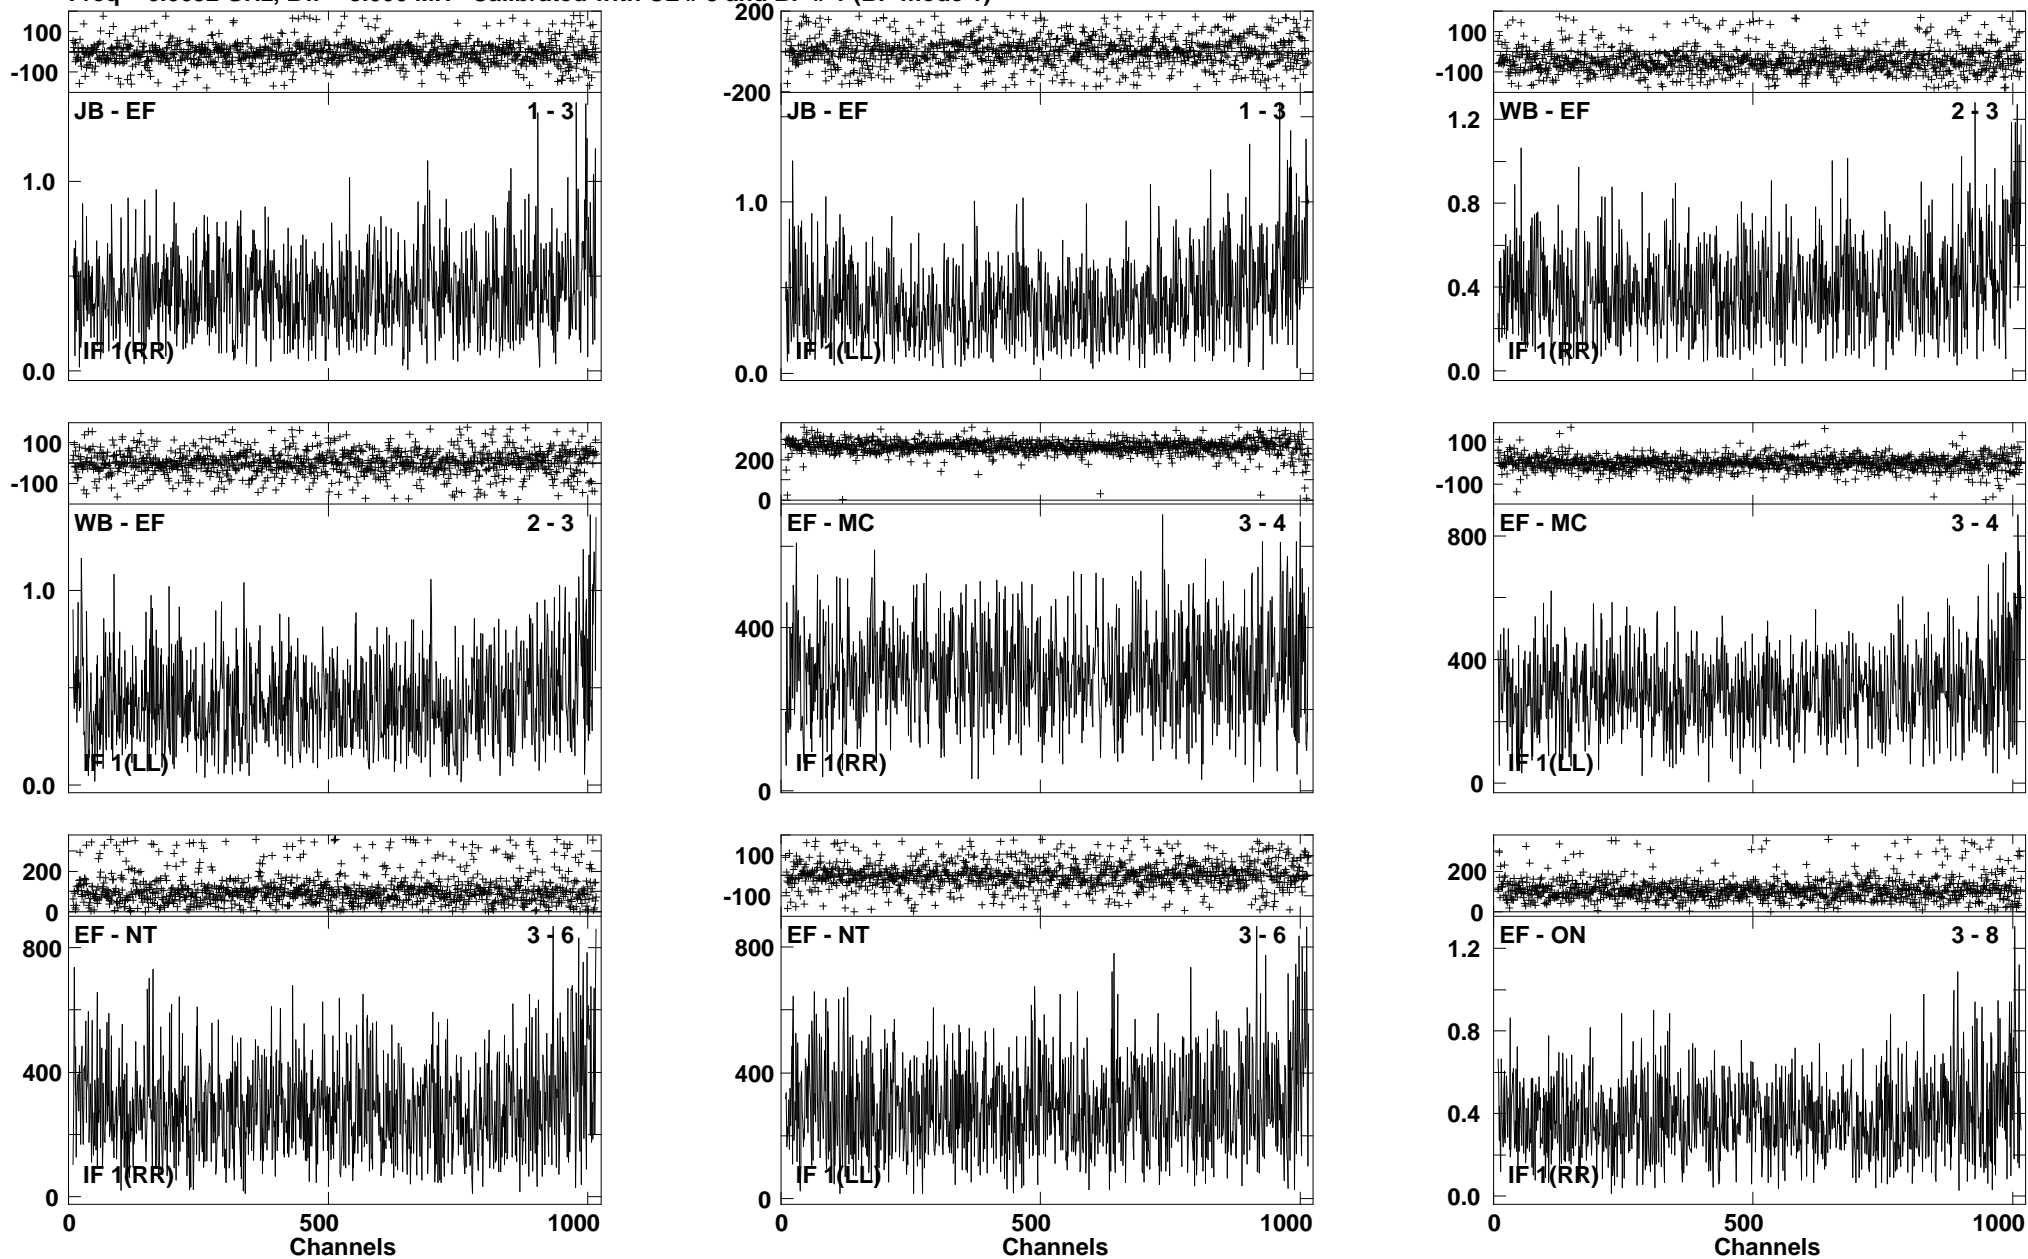 200
100
-100
JB - EF 1 - 3
1.0
0.0
IF 1(RR)
-200
JB - EF 1 - 3
1.0
0.0
IF 1(LL)
100
-100
WB - EF 2 - 3
1.2
0.8
0.4
0.0
IF 1(RR)
100
-100
WB - EF 2 - 3
1.0
0.0
IF 1(LL)
200
0
EF - MC 3 - 4
400
0
IF 1(RR)
100
-100
EF - MC 3 - 4
800
400
0
IF 1(LL)
200
0
EF - NT 3 - 6
800
400
0
IF 1(RR)
0 500 1000
Channels
100
-100
EF - NT 3 - 6
800
400
0
IF 1(LL)
0 500 1000
Channels
200
0
EF - ON 3 - 8
1.2
0.8
0.4
0.0
IF 1(RR)
0 500 1000
Channels